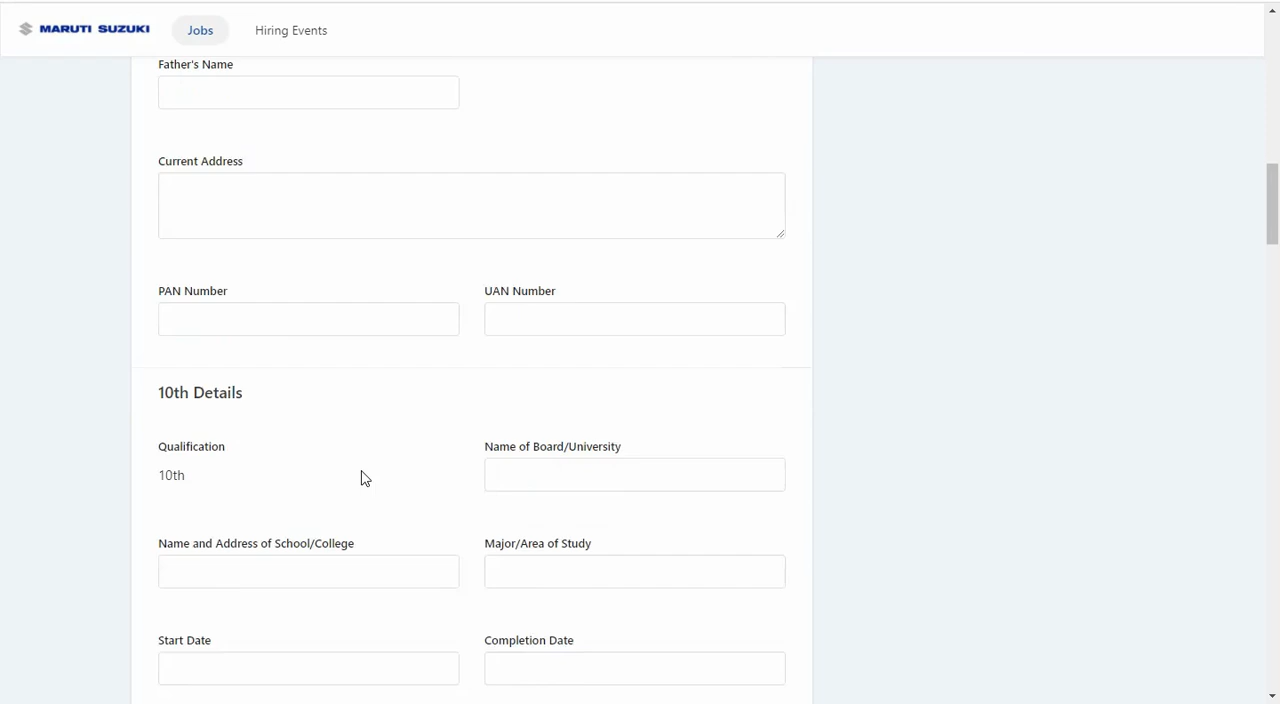 MARUTI SUZUKI Jobs Hiring Events
Father's Name
Current Address
PAN Number UAN Number
10th Details
Qualification Name of Board/University
10th
Name and Address of School/College Major/Area of Study
Start Date Completion Date